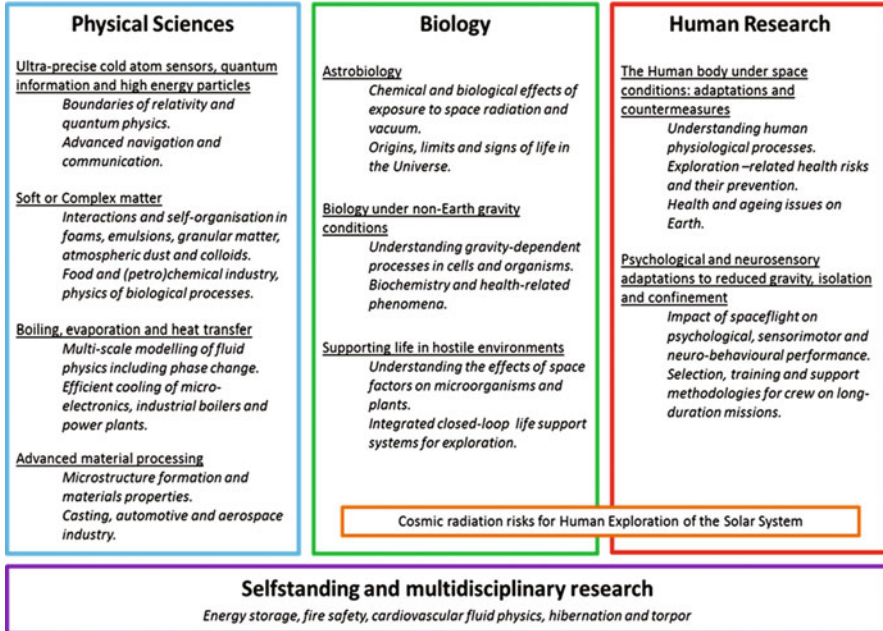 Physical Sciences
Ultra-precise cold atom sensors, quantum
information and high energy particles
Boundaries of relativity and
quantum physics.
Advanced navigation and
communication.
Soft or Complex matter
Interactions and self-organisation in
foams, emulsions, granular matter,
atmospheric dust and colloids.
Food and (petro)chemical industry,
physics of biological processes.
Boiling, evaporation and heat transfer
Multi-scale modelling of fluid
physics including phase change.
Efficient cooling of micro-
electronics, industrial boilers and
power plants.
Advanced material processing
Microstructure formation and
materials properties.
Casting, automotive and aerospace
industry.
Biology
Astrobiology
Chemical and biological effects of
exposure to space radiation and
vacuum.
Origins, limits and signs of life in
the Universe.
Biology under non-Earth gravity
conditions
Understanding gravity-dependent
processes in cells and organisms.
Biochemistry and health-related
phenomena.
Supporting life in hostile environments
Understanding the effects of space
factors on microorganisms and
plants.
Integrated closed-loop life support
systems for exploration.
Human Research
The Human body under space
conditions: adaptations and
countermeasures
Understanding human
physiological processes.
Exploration –related health risks
and their prevention.
Health and ageing issues on
Earth.
Psychological and neurosensory
adaptations to reduced gravity, isolation
and confinement
Impact of spaceflight on
psychological, sensorimotor and
neuro-behavioural performance.
Selection, training and support
methodologies for crew on long-
duration missions.
Cosmic radiation risks for Human Exploration of the Solar System
Selfstanding and multidisciplinary research
Energy storage, fire safety, cardiovascular fluid physics, hibernation and torpor